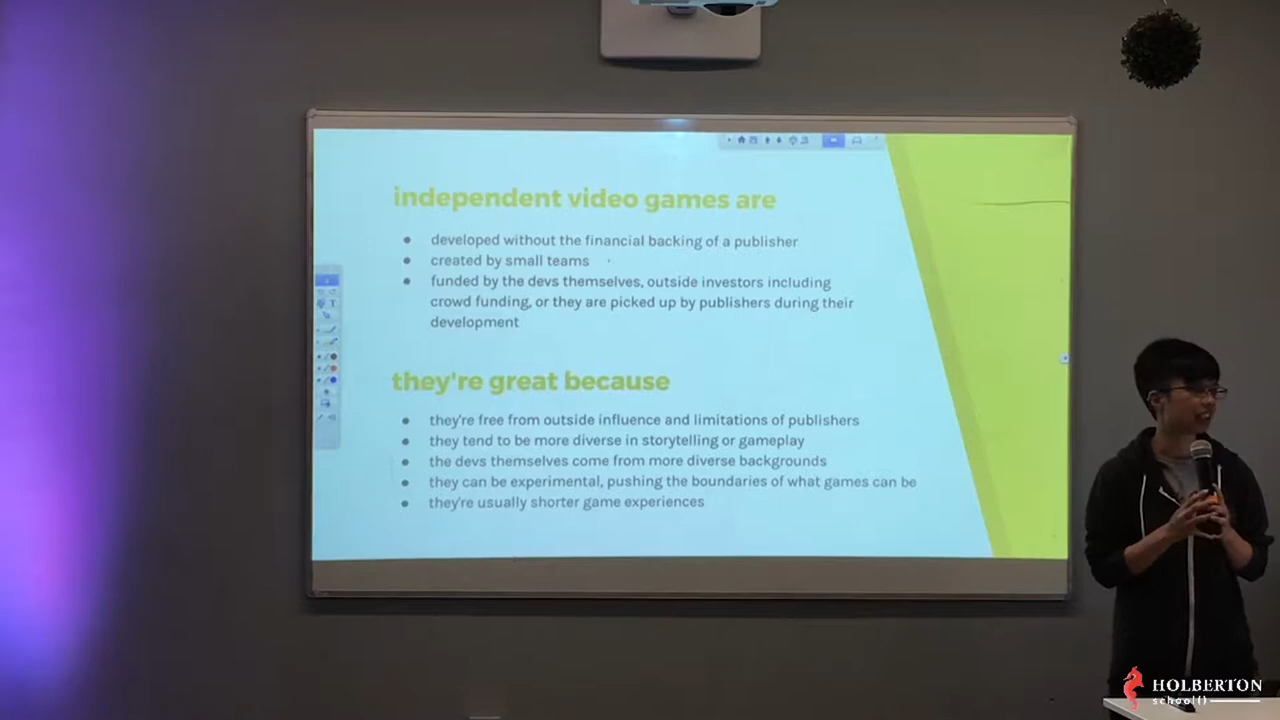 independent video games are
developed without the financial backing of a publisher
created by small teams
funded by the devs themselves, outside investors including
crowd funding, or they are picked up by publishers during their
development
they're great because
they're free from outside influence and limitations of publishers
they tend to be more diverse in storytelling or gameplay
the devs themselves come from more diverse backgrounds
they can be experimental, pushing the boundaries of what games can be
they're usually shorter game experiences
HOLBERTON
school()